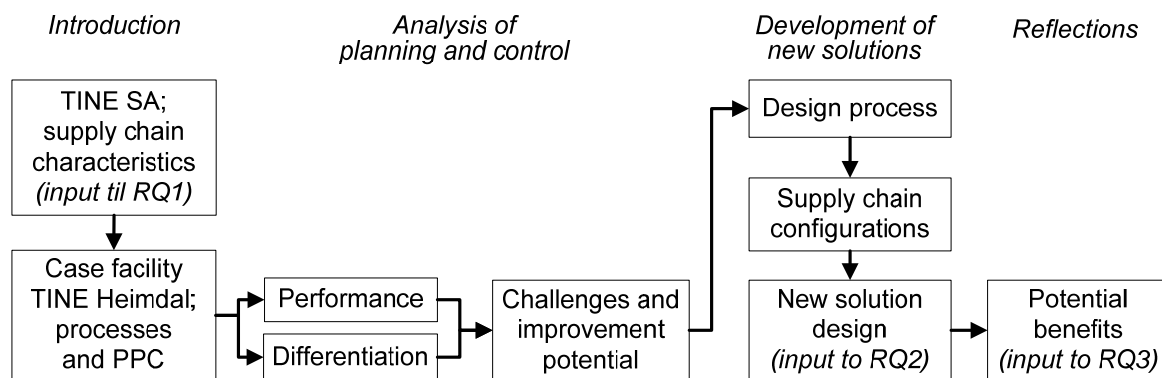 Introduction
Analysis of
planning and control
Development of
new solutions
Reflections
TINE SA;
supply chain
characteristics
(input til RQ1)
Case facility
TINE Heimdal;
processes
and PPC
Performance
Differentiation
Challenges and
improvement
potential
Design process
Supply chain
configurations
New solution
design
(input to RQ2)
Potential
benefits
(input to RQ3)